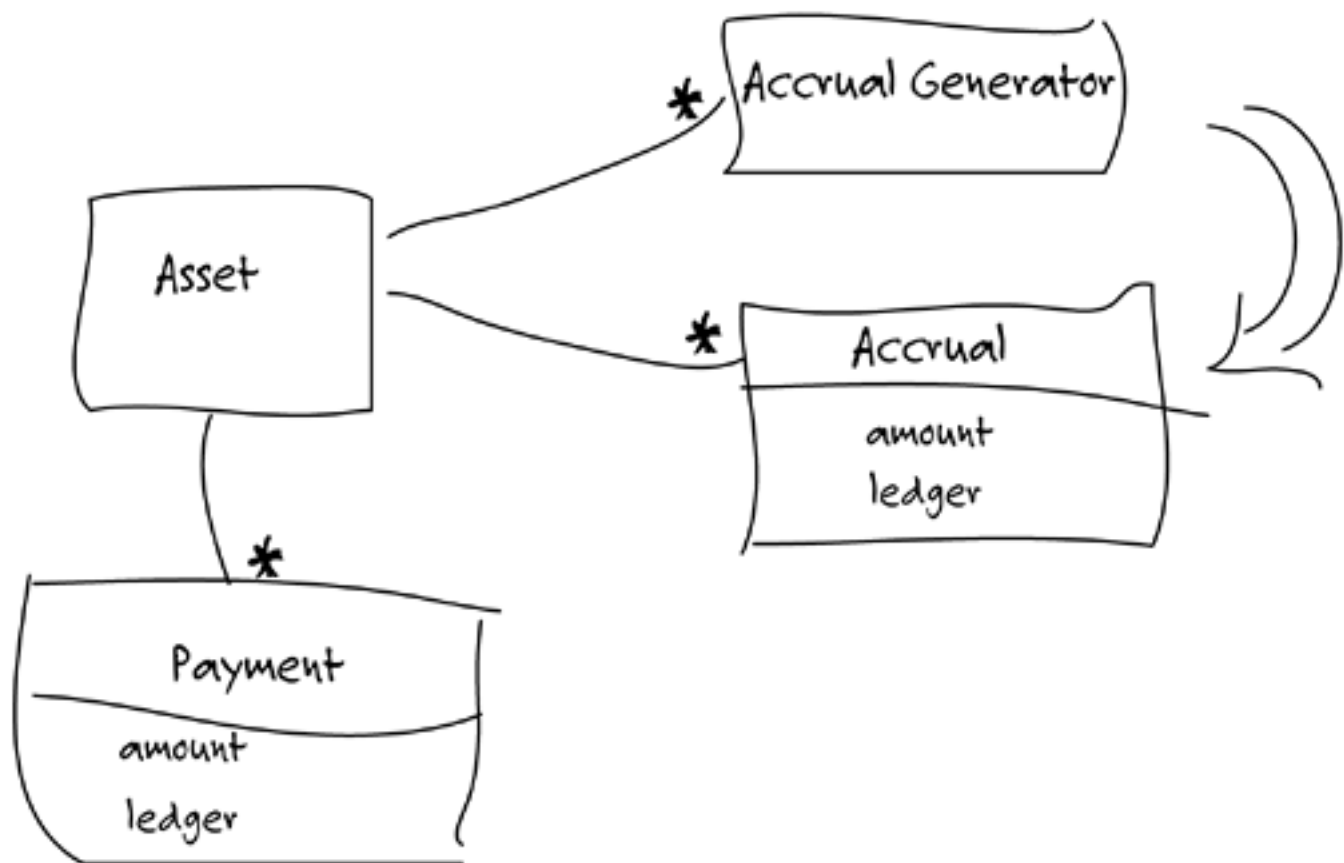 Accrual Generator
*
Asset
*
Accrual
amount
ledger
*
Payment
amount
ledger